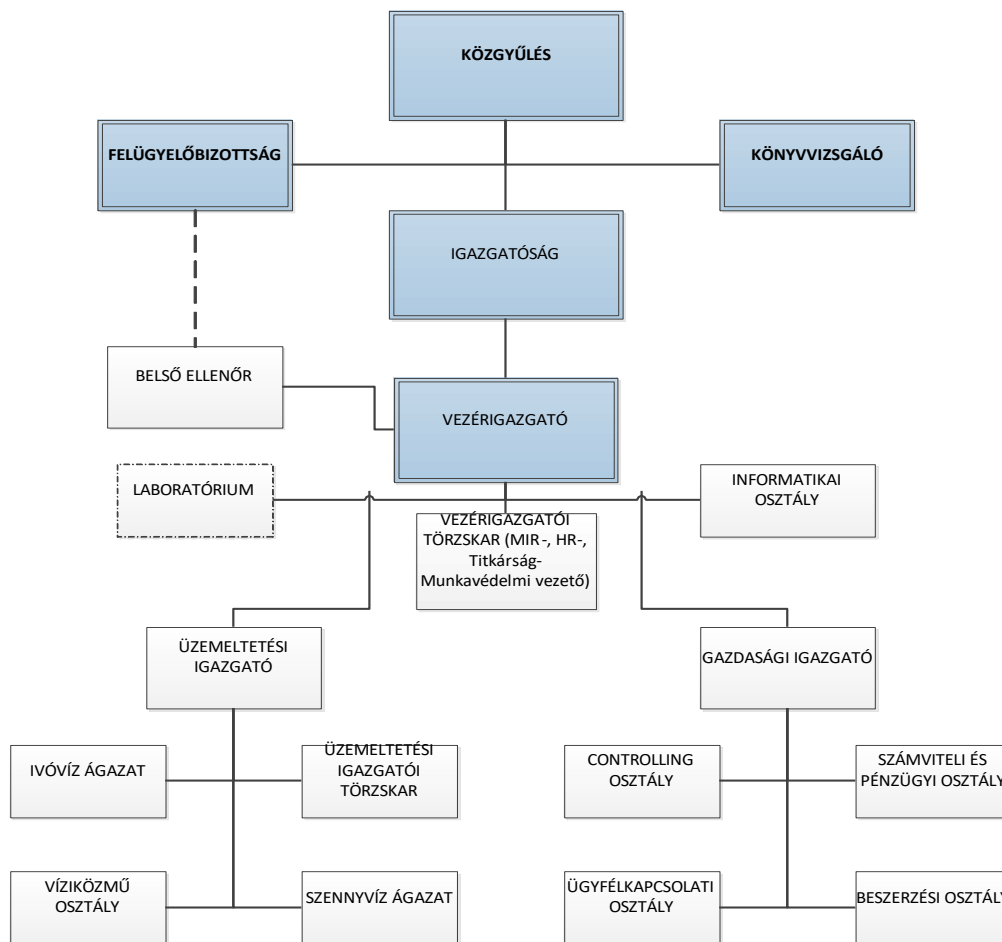 KÖZGYŰLÉS
FELÜGYELŐBIZOTTSÁG
KÖNYVVIZSGÁLÓ
IGAZGATÓSÁG
BELSŐ ELLENŐR
VEZÉRIGAZGATÓ
LABORATÓRIUM
INFORMATIKAI
OSZTÁLY
VEZÉRIGAZGATÓI
TÖRZSKAR (MIR-, HR-,
Titkárság-
Munkavédelmi vezető)
ÜZEMELTETÉSI
IGAZGATÓ
GAZDASÁGI IGAZGATÓ
IVÓVÍZ ÁGAZAT
ÜZEMELTETÉSI
IGAZGATÓI
TÖRZSKAR
CONTROLLING
OSZTÁLY
SZÁMVITELI ÉS
PÉNZÜGYI OSZTÁLY
VÍZIKÖZMŰ
OSZTÁLY
SZENNYVÍZ ÁGAZAT
ÜGYFÉLKAPCSOLATI
OSZTÁLY
BESZERZÉSI OSZTÁLY